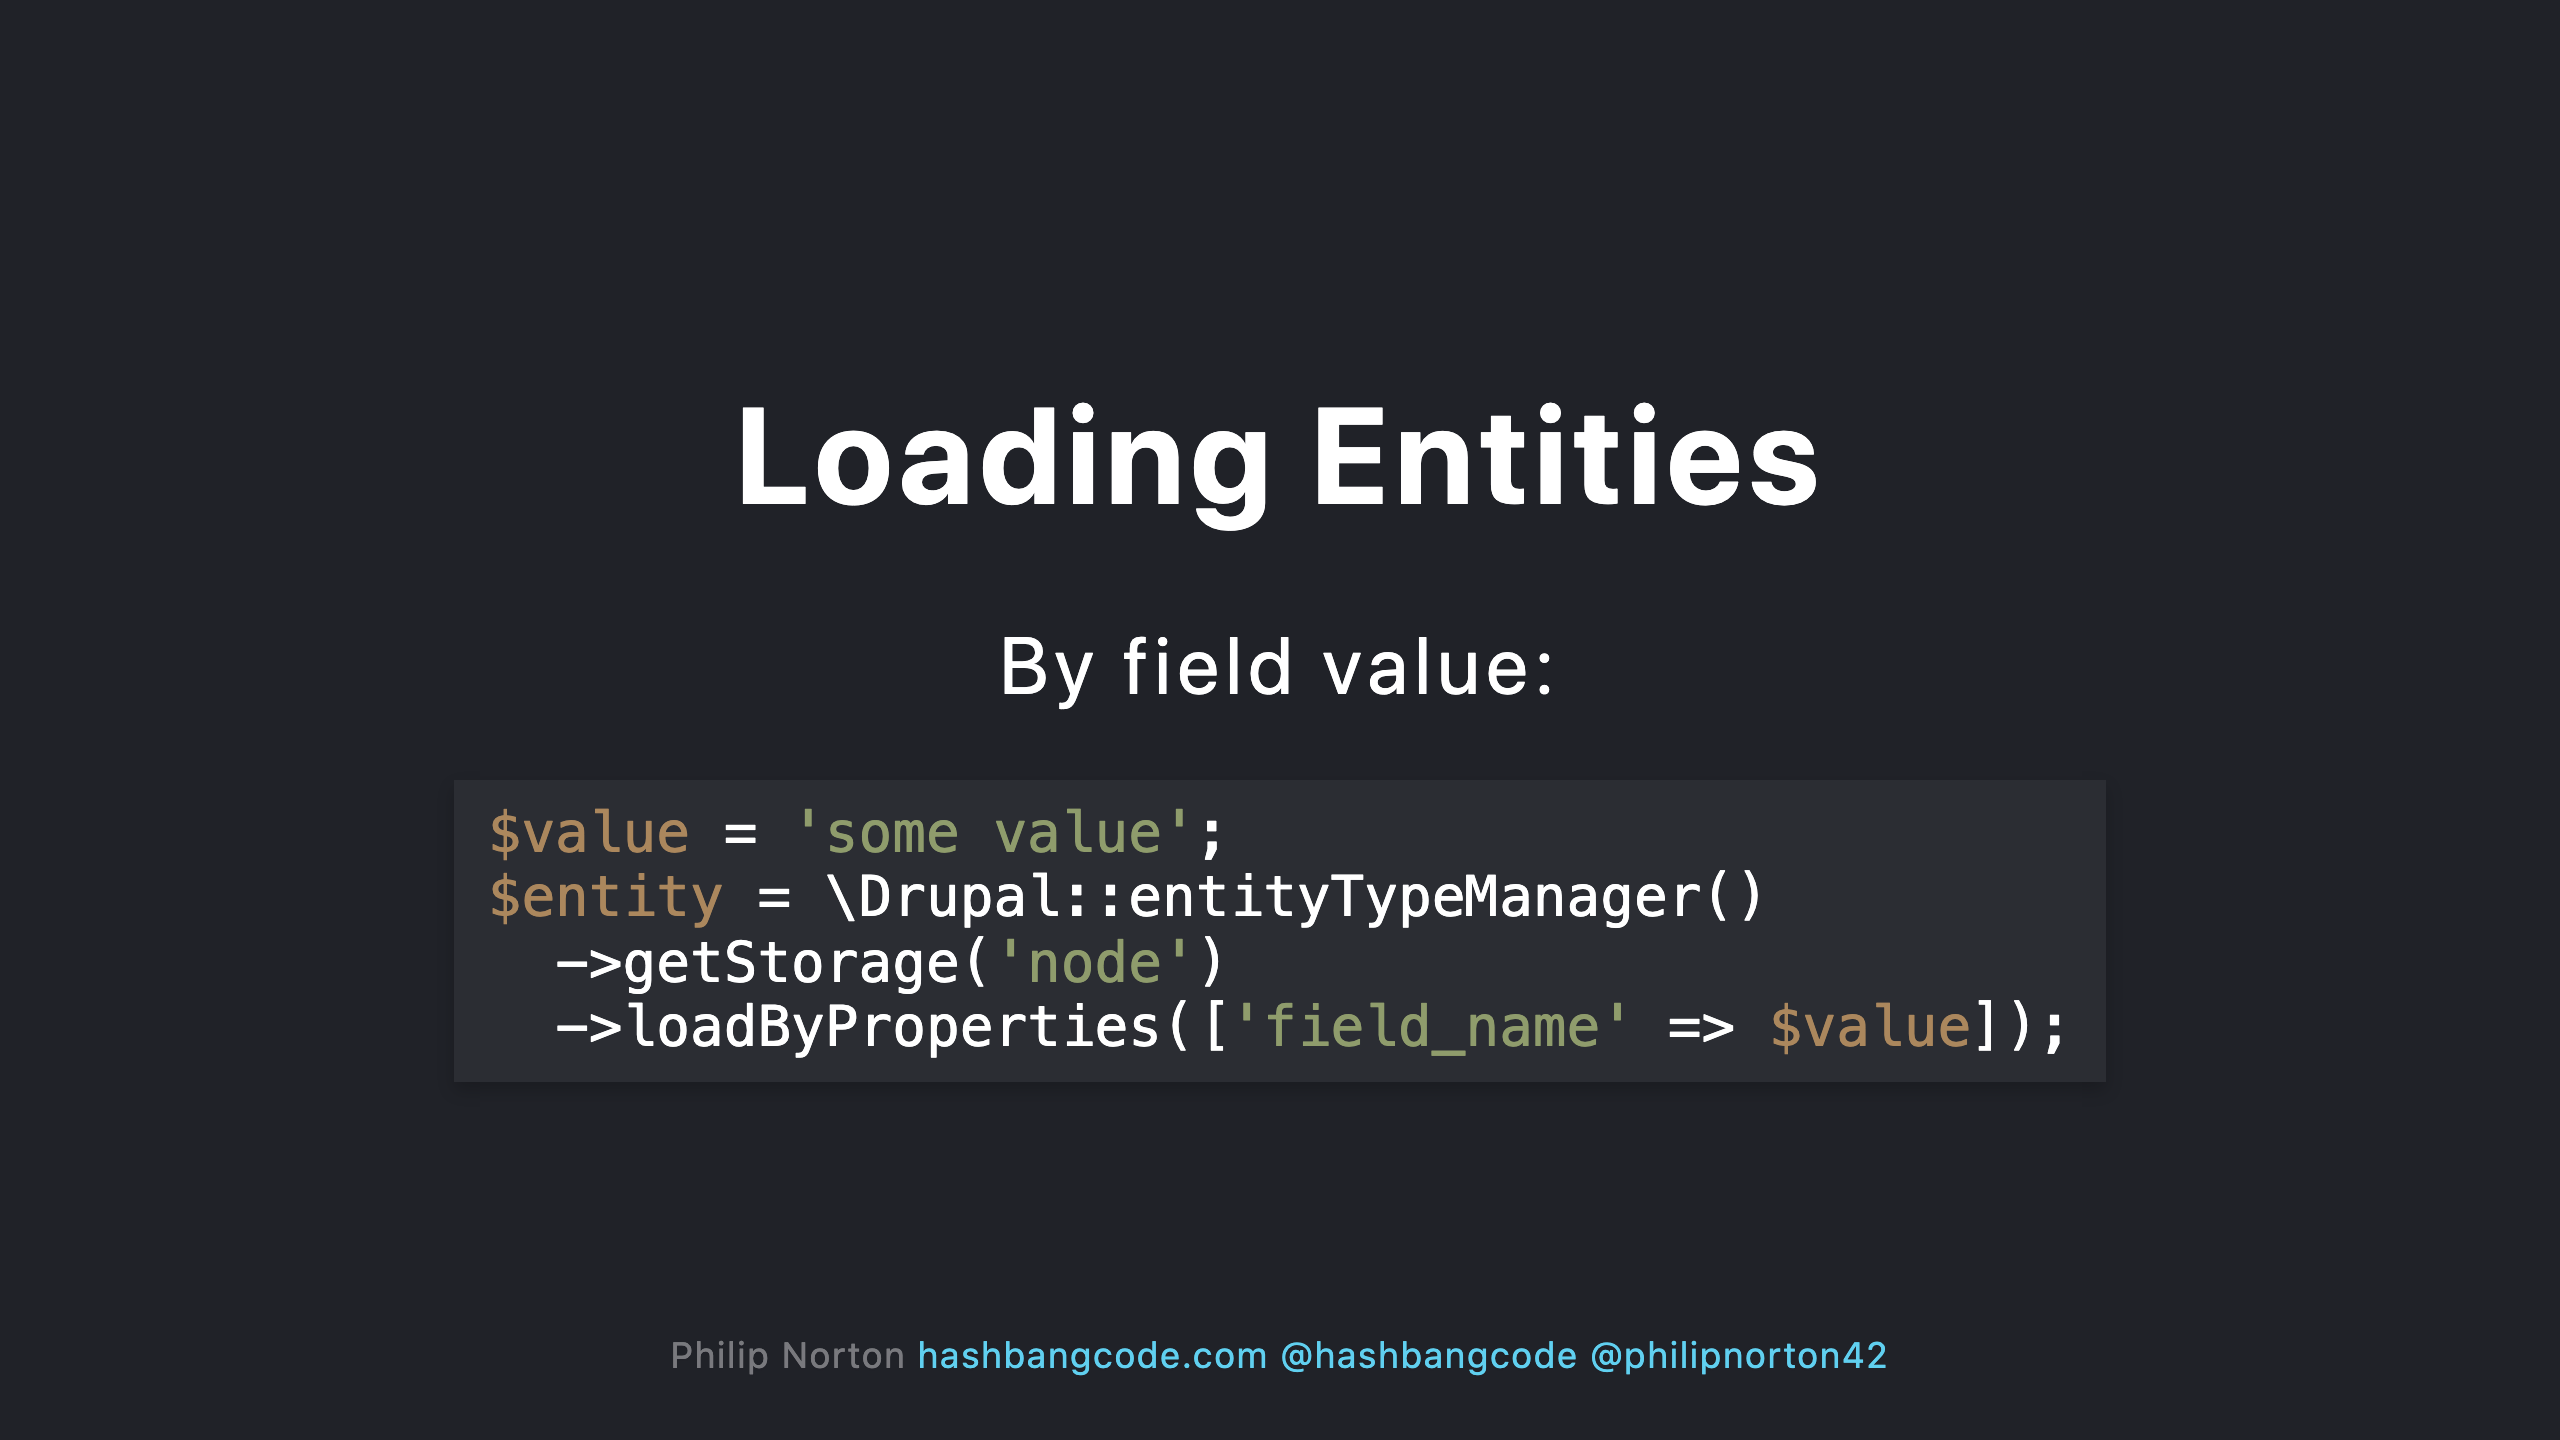 Loading Entities
By field value:
$value = 'some value';
$entity = \Drupal::entityTypeManager()
  ->getStorage('node')
  ->loadByProperties(['field_name' => $value]);
Philip Norton hashbangcode.com @hashbangcode @philipnorton42